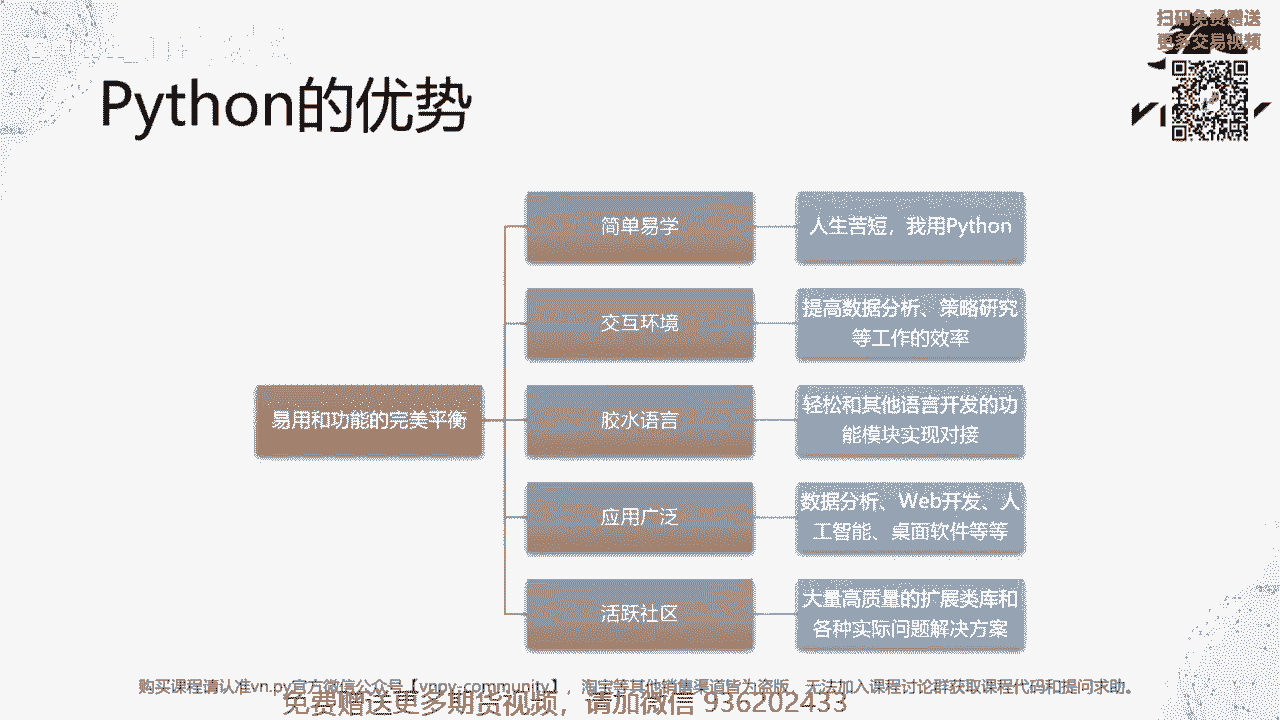 扫码免费赠送
更多交易视频
Python的优势
简单易学
人生苦短，我用Python
交互环境
提高数据分析、策略研究
等工作的效率
易用和功能的完美平衡
胶水语言
轻松和其他语言开发的功
能模块实现对接
应用广泛
数据分析、Web开发、人
工智能、桌面软件等等
活跃社区
大量高质量的扩展类库和
各种实际问题解决方案
购买课程请认准vn.py官方微信公众号【vnpy-community】，淘宝等其他销售渠道皆为盗版，无法加入课程讨论群获取课程代码和提问求助。
免费赠送更多期货视频，请加微信 936202433